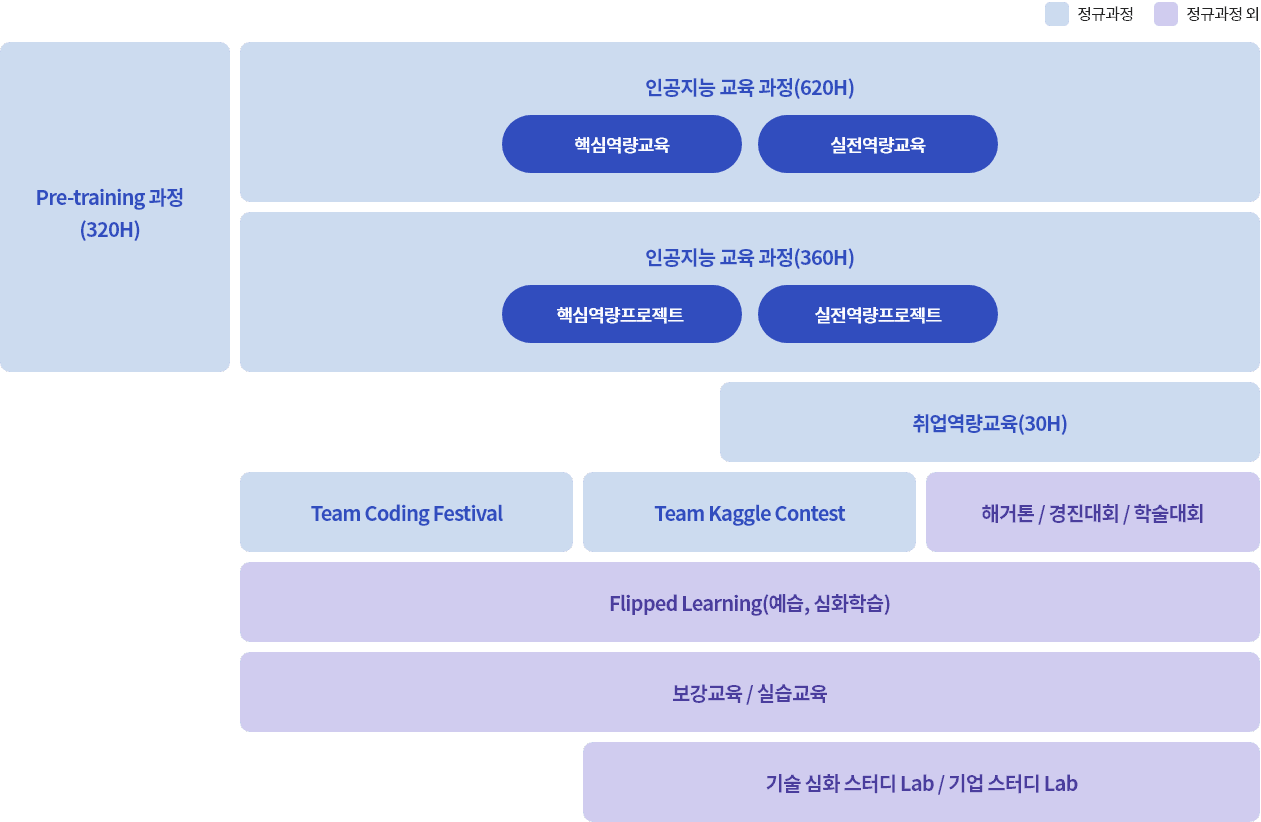 정규과정
정규과정 외
Pre-training 과정
(320H)
인공지능 교육 과정(620H)
핵심역량교육
실전역량교육
인공지능 교육 과정(360H)
핵심역량프로젝트
실전역량프로젝트
취업역량교육(30H)
Team Coding Festival
Team Kaggle Contest
해거톤 / 경진대회 / 학술대회
Flipped Learning(예습, 심화학습)
보강교육 / 실습교육
기술 심화 스터디 Lab / 기업 스터디 Lab